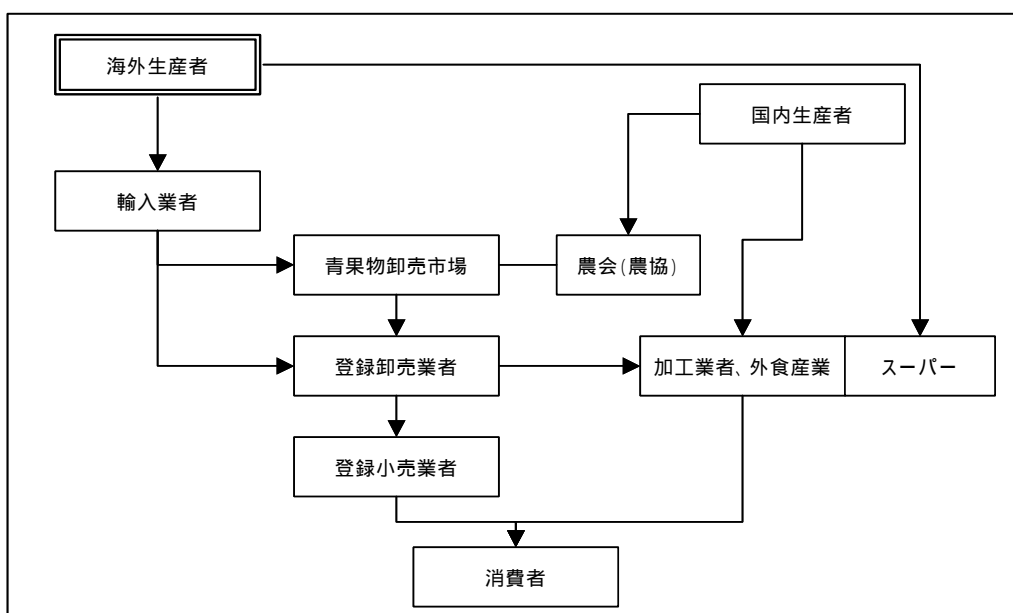 海外生産者
国内生産者
輸入業者
青果物卸売市場
農会(農協)
登録卸売業者
加工業者、外食産業
スーパー
登録小売業者
消費者